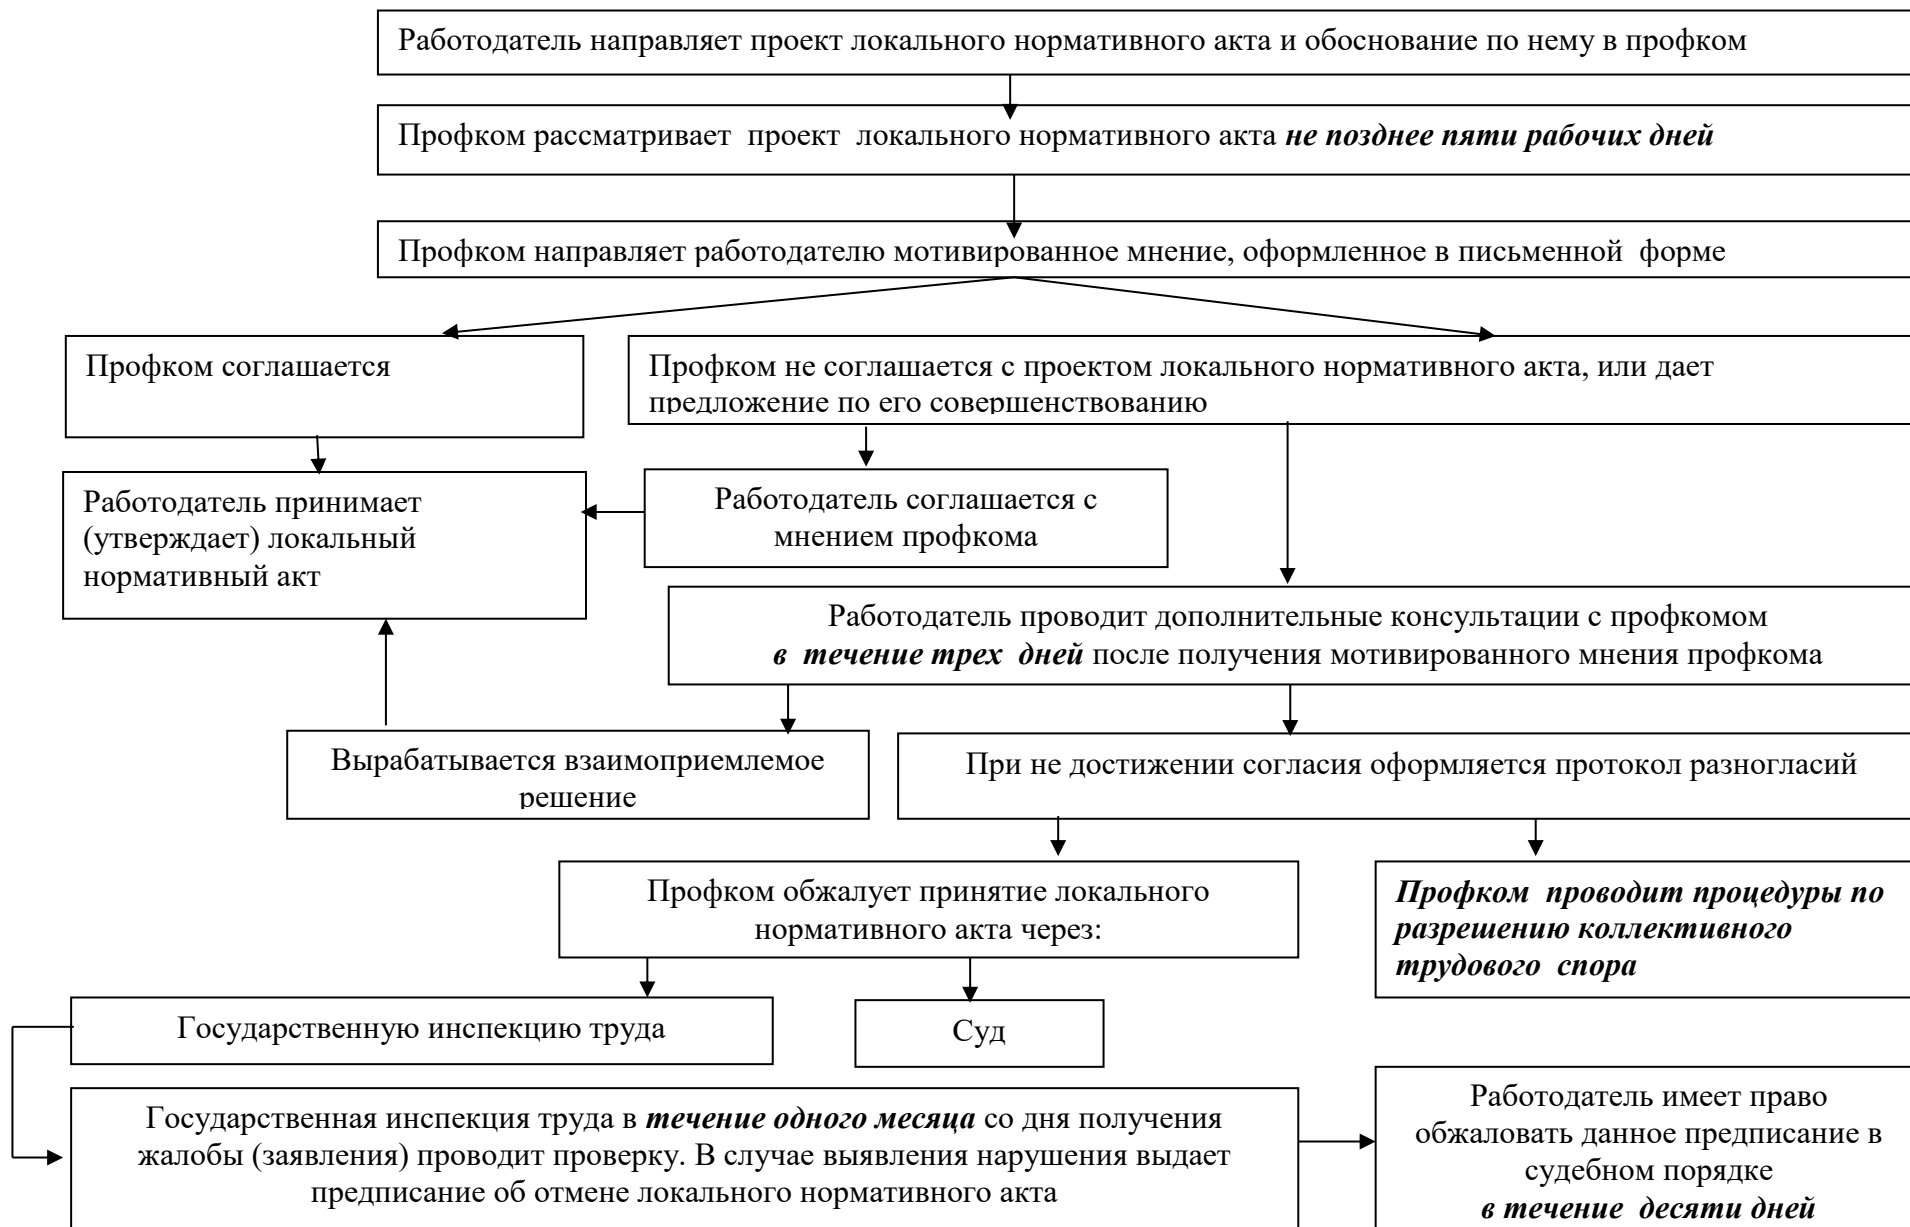 Работодатель направляет проект локального нормативного акта и обоснование по нему в профком
Профком рассматривает проект локального нормативного акта не позднее пяти рабочих дней
Профком направляет работодателю мотивированное мнение, оформленное в письменной форме
Профком соглашается
Профком не соглашается с проектом локального нормативного акта, или дает
предложение по его совершенствованию
Работодатель принимает
(утверждает) локальный
нормативный акт
Работодатель соглашается с
мнением профкома
Работодатель проводит дополнительные консультации с профкомом
в течение трех дней после получения мотивированного мнения профкома
Вырабатывается взаимоприемлемое
решение
При не достижении согласия оформляется протокол разногласий
Профком обжалует принятие локального
нормативного акта через:
Профком проводит процедуры по
разрешению коллективного
трудового спора
Государственную инспекцию труда
Суд
Государственная инспекция труда в течение одного месяца со дня получения
жалобы (заявления) проводит проверку. В случае выявления нарушения выдает
предписание об отмене локального нормативного акта
Работодатель имеет право
обжаловать данное предписание в
судебном порядке
в течение десяти дней